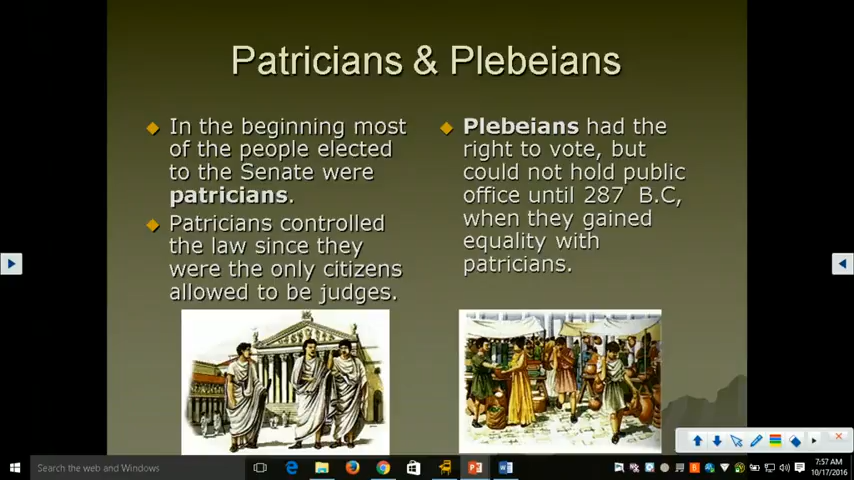 Patricians & Plebeians
In the beginning most
of the people elected
to the Senate were
patricians.
Patricians controlled
the law since they
were the only citizens
allowed to be judges.
Plebeians had the
right to vote, but
could not hold public
office until 287 B.C,
when they gained
equality with
patricians.
Search the web and Windows
7:57 AM
10/17/2016